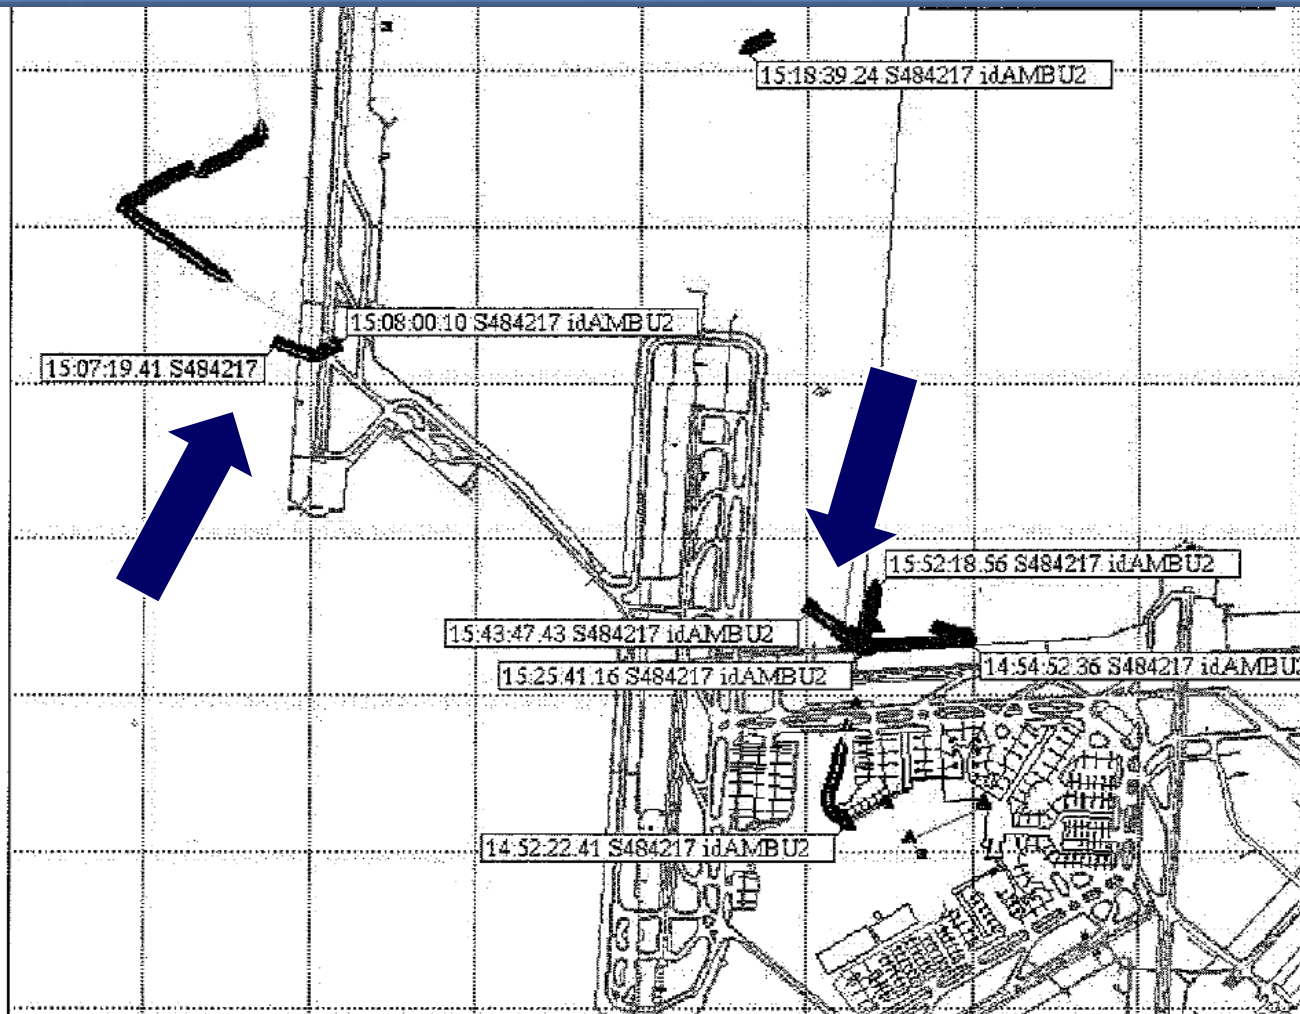 15:18:39.24 S484217 idAMBU2
15:08:00.10 S484217 idAMBU2
15:07:19.41 S484217
15:52:18.56 S484217 idAMBU2
15:43:47.43 S484217 idAMBU2
14:54:52.36 S484217 idAMBU2
15:25:41.16 S484217 idAMBU2
14:52:22.41 S484217 idAMBU2